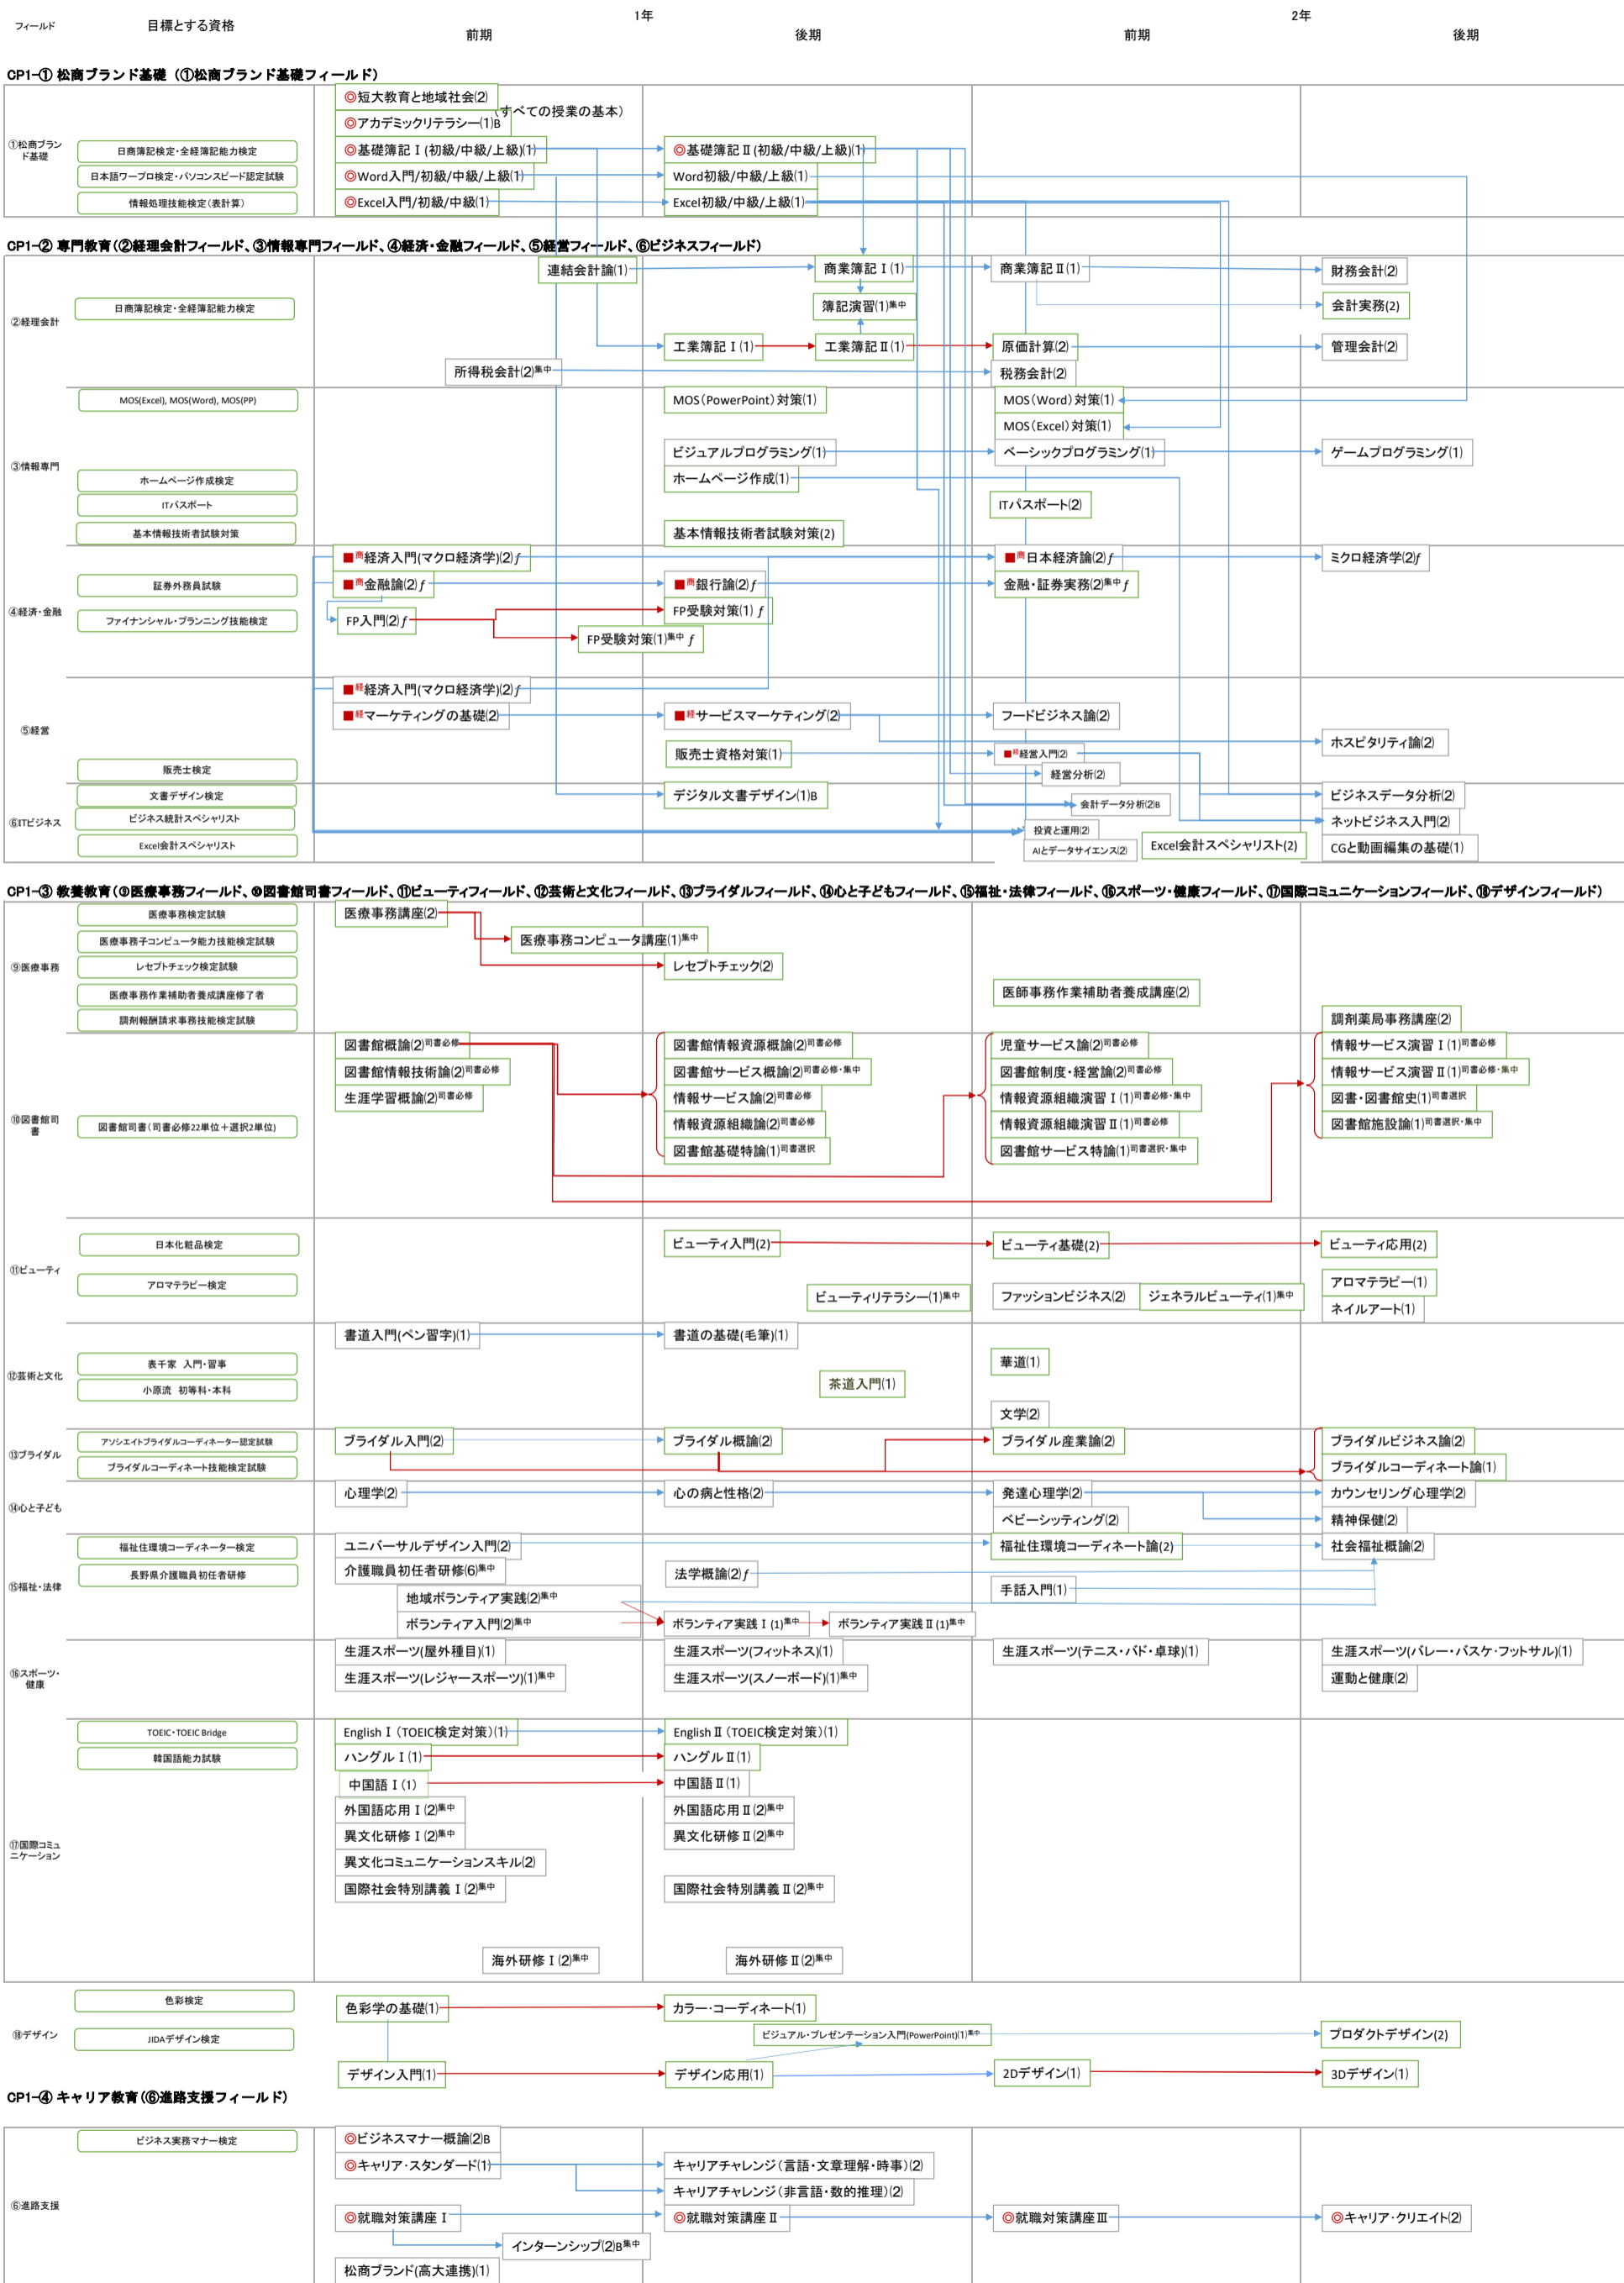 1年
2年
フィールド
目標とする資格
前期
後期
前期
後期
CP1-① 松商ブランド基礎（①松商ブランド基礎フィールド）
①松商ブランド基礎
日商簿記検定・全経簿記能力検定
日本語ワープロ検定・パソコンスピード認定試験
情報処理技能検定（表計算）
◎短大教育と地域社会(2)
（すべての授業の基本）
◎アカデミックリテラシー(1)B
◎基礎簿記Ⅰ(初級/中級/上級)(1)
◎基礎簿記Ⅱ(初級/中級/上級)(1)
◎Word入門/初級/中級/上級(1)
Word初級/中級/上級(1)
◎Excel入門/初級/中級(1)
Excel初級/中級/上級(1)
CP1-② 専門教育（②経理会計フィールド、③情報専門フィールド、④経済・金融フィールド、⑤経営フィールド、⑥ビジネスフィールド）
②経理会計
日商簿記検定・全経簿記能力検定
連結会計論(1)
商業簿記Ⅰ(1)
商業簿記Ⅱ(1)
財務会計(2)
簿記演習(1)集中
会計実務(2)
工業簿記Ⅰ(1)
工業簿記Ⅱ(1)
原価計算(2)
管理会計(2)
所得税会計(2)集中
税務会計(2)
③情報専門
MOS(Excel), MOS(Word), MOS(PP)
ホームページ作成検定
ITパスポート
基本情報技術者試験対策
MOS（PowerPoint）対策(1)
MOS（Word）対策(1)
MOS（Excel）対策(1)
ビジュアルプログラミング(1)
ベーシックプログラミング(1)
ゲームプログラミング(1)
ホームページ作成(1)
ITパスポート(2)
基本情報技術者試験対策(2)
④経済・金融
証券外務員試験
ファイナンシャル・プランニング技能検定
■商経済入門(マクロ経済学)(2)f
■商日本経済論(2)f
ミクロ経済学(2)f
■商金融論(2)f
■商銀行論(2)f
金融・証券実務(2)集中f
FP入門(2)f
FP受験対策(1) f
FP受験対策(1)集中 f
⑤経営
販売士検定
■経経済入門(マクロ経済学)(2)f
■経マーケティングの基礎(2)
■経サービスマーケティング(2)
フードビジネス論(2)
ホスピタリティ論(2)
販売士資格対策(1)
■経経営入門(2)
経営分析(2)
⑥ITビジネス
文書デザイン検定
ビジネス統計スペシャリスト
Excel会計スペシャリスト
デジタル文書デザイン(1)B
会計データ分析(2)B
ビジネスデータ分析(2)
投資と運用(2)
ネットビジネス入門(2)
AIとデータサイエンス(2)
Excel会計スペシャリスト(2)
CGと動画編集の基礎(1)
CP1-③ 教養教育（⑨医療事務フィールド、⑩図書館司書フィールド、⑪ビューティフィールド、⑫芸術と文化フィールド、⑬ブライダルフィールド、⑭心と子どもフィールド、⑮福祉・法律フィールド、⑯スポーツ・健康フィールド、⑰国際コミュニケーションフィールド、⑱デザインフィールド）
⑨医療事務
医療事務検定試験
医療事務子コンピュータ能力技能検定試験
レセプトチェック検定試験
医療事務作業補助者養成講座修了者
調剤報酬請求事務技能検定試験
医療事務講座(2)
医療事務コンピュータ講座(1)集中
レセプトチェック(2)
医師事務作業補助者養成講座(2)
調剤薬局事務講座(2)
⑩図書館司書
図書館司書（司書必修22単位＋選択2単位）
図書館概論(2)司書必修
図書館情報技術論(2)司書必修
生涯学習概論(2)司書必修
図書館情報資源概論(2)司書必修
図書館サービス概論(2)司書必修・集中
情報サービス論(2)司書必修
情報資源組織論(2)司書必修
図書館基礎特論(1)司書選択
児童サービス論(2)司書必修
図書館制度・経営論(2)司書必修
情報資源組織演習Ⅰ(1)司書必修・集中
情報資源組織演習Ⅱ(1)司書必修
図書館サービス特論(1)司書選択・集中
情報サービス演習Ⅰ(1)司書必修
情報サービス演習Ⅱ(1)司書必修・集中
図書・図書館史(1)司書選択
図書館施設論(1)司書選択・集中
⑪ビューティ
日本化粧品検定
アロマテラピー検定
ビューティ入門(2)
ビューティ基礎(2)
ビューティ応用(2)
ビューティリテラシー(1)集中
ファッションビジネス(2)
ジェネラルビューティ(1)集中
アロマテラピー(1)
ネイルアート(1)
⑫芸術と文化
表千家 入門・習事
小原流 初等科・本科
書道入門(ペン習字)(1)
書道の基礎(毛筆)(1)
華道(1)
茶道入門(1)
文学(2)
⑬ブライダル
アソシエイトブライダルコーディネーター認定試験
ブライダルコーディネート技能検定試験
ブライダル入門(2)
ブライダル概論(2)
ブライダル産業論(2)
ブライダルビジネス論(2)
ブライダルコーディネート論(1)
⑭心と子ども
心理学(2)
心の病と性格(2)
発達心理学(2)
カウンセリング心理学(2)
ベビーシッティング(2)
精神保健(2)
⑮福祉・法律
福祉住環境コーディネーター検定
長野県介護職員初任者研修
ユニバーサルデザイン入門(2)
福祉住環境コーディネート論(2)
社会福祉概論(2)
介護職員初任者研修(6)集中
法学概論(2)f
手話入門(1)
地域ボランティア実践(2)集中
ボランティア入門(2)集中
ボランティア実践Ⅰ(1)集中
ボランティア実践Ⅱ(1)集中
⑯スポーツ・健康
生涯スポーツ(屋外種目)(1)
生涯スポーツ(フィットネス)(1)
生涯スポーツ(テニス・バド・卓球)(1)
生涯スポーツ(バレー・バスケ・フットサル)(1)
生涯スポーツ(レジャースポーツ)(1)集中
生涯スポーツ(スノーボード)(1)集中
運動と健康(2)
⑰国際コミュニケーション
TOEIC・TOEIC Bridge
韓国語能力試験
EnglishⅠ（TOEIC検定対策）(1)
EnglishⅡ（TOEIC検定対策）(1)
ハングルⅠ(1)
ハングルⅡ(1)
中国語Ⅰ(1)
中国語Ⅱ(1)
外国語応用Ⅰ(2)集中
外国語応用Ⅱ(2)集中
異文化研修Ⅰ(2)集中
異文化研修Ⅱ(2)集中
異文化コミュニケーションスキル(2)
国際社会特別講義Ⅰ(2)集中
国際社会特別講義Ⅱ(2)集中
海外研修Ⅰ(2)集中
海外研修Ⅱ(2)集中
⑱デザイン
色彩検定
JIDAデザイン検定
色彩学の基礎(1)
カラー・コーディネート(1)
ビジュアル・プレゼンテーション入門(PowerPoint)(1)集中
プロダクトデザイン(2)
デザイン入門(1)
デザイン応用(1)
2Dデザイン(1)
3Dデザイン(1)
CP1-④ キャリア教育（⑥進路支援フィールド）
⑥進路支援
ビジネス実務マナー検定
◎ビジネスマナー概論(2)B
◎キャリア・スタンダード(1)
キャリアチャレンジ（言語・文章理解・時事）(2)
キャリアチャレンジ（非言語・数的推理）(2)
◎就職対策講座Ⅰ
◎就職対策講座Ⅱ
◎就職対策講座Ⅲ
◎キャリア・クリエイト(2)
インターンシップ(2)B集中
松商ブランド(高大連携)(1)